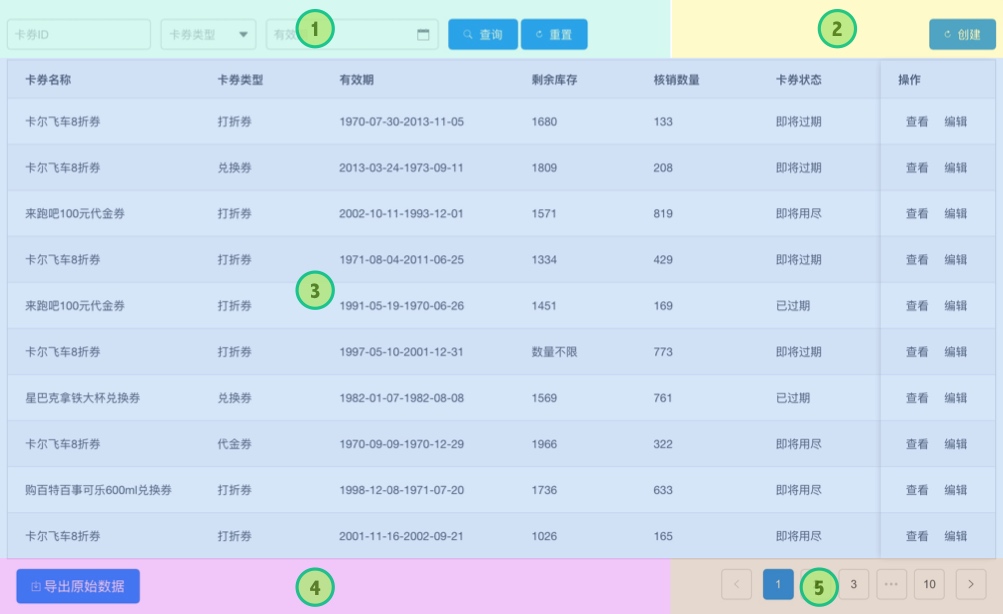 卡券ID 卡券类型 有效 1 查询 重置 2 创建
卡券名称 卡券类型 有效期 剩余库存 核销数量 卡券状态 操作
卡尔飞车8折券 打折券 1970-07-30-2013-11-05 1680 133 即将过期 查看 编辑
卡尔飞车8折券 兑换券 2013-03-24-1973-09-11 1809 208 即将过期 查看 编辑
来跑吧100元代金券 打折券 2002-10-11-1993-12-01 1571 819 即将用尽 查看 编辑
卡尔飞车8折券 打折券 1971-08-04-2011-06-25 1334 429 即将过期 查看 编辑
3
来跑吧100元代金券 打折券 1991-05-19-1970-06-26 1451 169 已过期 查看 编辑
卡尔飞车8折券 打折券 1997-05-10-2001-12-31 数量不限 773 即将过期 查看 编辑
星巴克拿铁大杯兑换券 兑换券 1982-01-07-1982-08-08 1569 761 已过期 查看 编辑
卡尔飞车8折券 代金券 1970-09-09-1970-12-29 1966 322 即将用尽 查看 编辑
购百特百事可乐600ml兑换券 打折券 1998-12-08-1971-07-20 1736 633 即将用尽 查看 编辑
卡尔飞车8折券 打折券 2001-11-16-2002-09-21 1026 165 即将用尽 查看 编辑
导出原始数据 4 < 1 5 3 ··· 10 >